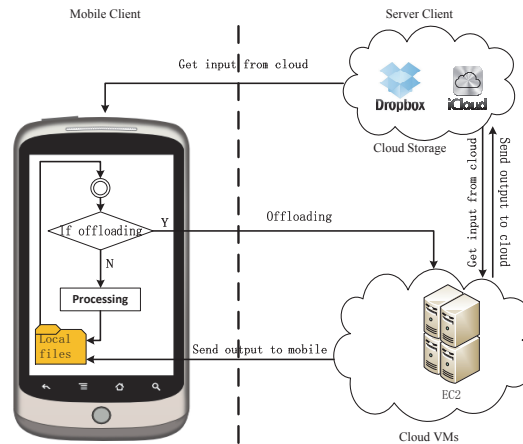 Mobile Client
Server Client
Get input from cloud
Dropbox
iCloud
Cloud Storage
Get input from cloud
Send output to cloud
If offloading
Y
Offloading
N
Processing
Local
files
Send output to mobile
EC2
Cloud VMs